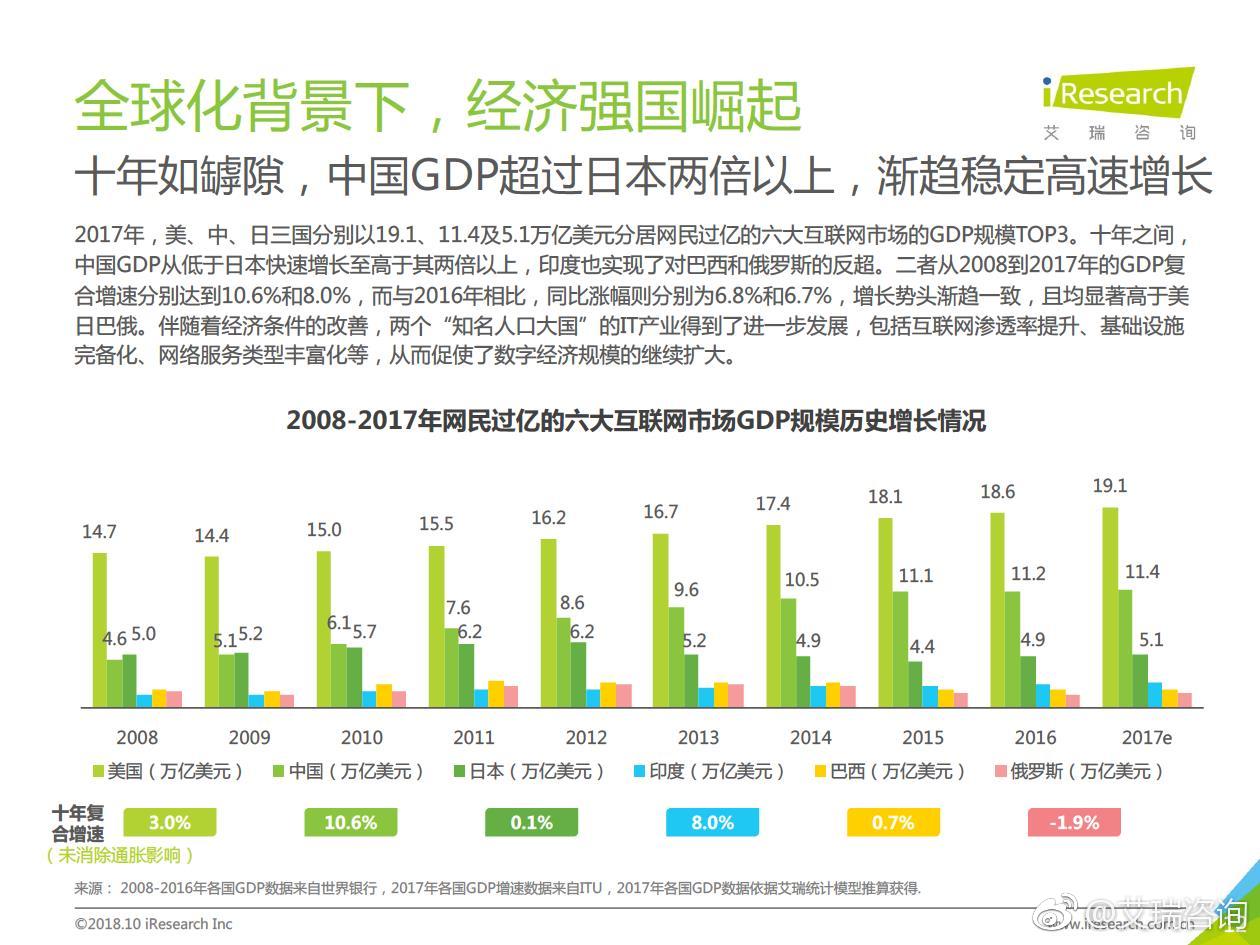 全球化背景下，经济强国崛起
iResearch
艾 瑞 咨 询
十年如罅隙，中国GDP超过日本两倍以上，渐趋稳定高速增长
2017年，美、中、日三国分别以19.1、11.4及5.1万亿美元分居网民过亿的六大互联网市场的GDP规模TOP3。十年之间，
中国GDP从低于日本快速增长至高于其两倍以上，印度也实现了对巴西和俄罗斯的反超。二者从2008到2017年的GDP复
合增速分别达到10.6%和8.0%，而与2016年相比，同比涨幅则分别为6.8%和6.7%，增长势头渐趋一致，且均显著高于美
日巴俄。伴随着经济条件的改善，两个“知名人口大国”的IT产业得到了进一步发展，包括互联网渗透率提升、基础设施
完备化、网络服务类型丰富化等，从而促使了数字经济规模的继续扩大。
2008-2017年网民过亿的六大互联网市场GDP规模历史增长情况
14.7 14.4 15.0 15.5 16.2 16.7 17.4 18.1 18.6 19.1
4.6 5.1 6.1 7.6 8.6 9.6 10.5 11.1 11.2 11.4
5.0 5.2 5.7 6.2 6.2 5.2 4.9 4.4 4.9 5.1
2008 2009 2010 2011 2012 2013 2014 2015 2016 2017e
美国（万亿美元） 中国（万亿美元） 日本（万亿美元） 印度（万亿美元） 巴西（万亿美元） 俄罗斯（万亿美元）
十年复
合增速
3.0% 10.6% 0.1% 8.0% 0.7% -1.9%
（未消除通胀影响）
来源： 2008-2016年各国GDP数据来自世界银行，2017年各国GDP增速数据来自ITU，2017年各国GDP数据依据艾瑞统计模型推算获得.
©2018.10 iResearch Inc
www.iresearch.com.cn
@艾瑞咨询
12